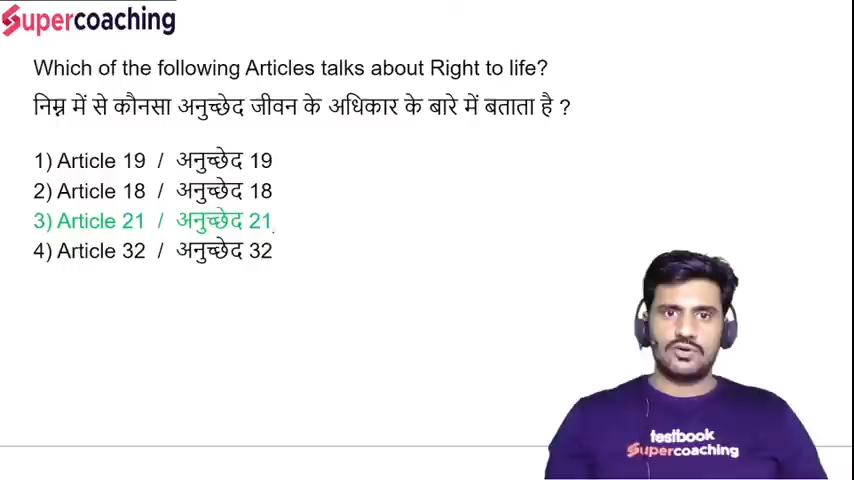 Supercoaching
Which of the following Articles talks about Right to life?
निम्न में से कौनसा अनुच्छेद जीवन के अधिकार के बारे में बताता है ?
1) Article 19 / अनुच्छेद 19
2) Article 18 / अनुच्छेद 18
3) Article 21 / अनुच्छेद 21
4) Article 32 / अनुच्छेद 32
testbook
Supercoaching